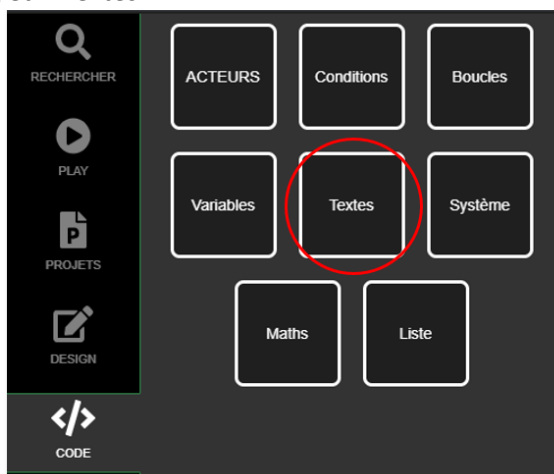 RECHERCHER
PLAY
P
PROJETS
DESIGN
</>
CODE
ACTEURS
Conditions
Boucles
Variables
Textes
Système
Maths
Liste